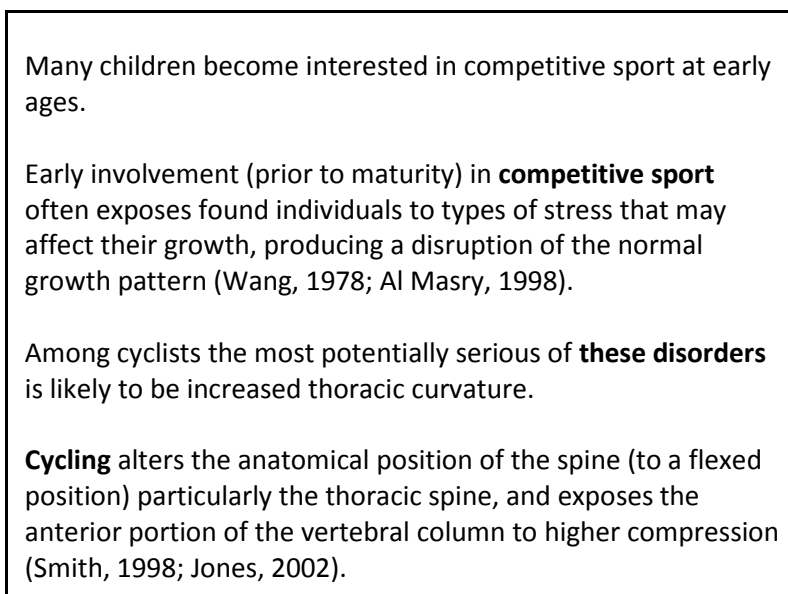 Many children become interested in competitive sport at early
ages.
Early involvement (prior to maturity) in competitive sport
often exposes found individuals to types of stress that may
affect their growth, producing a disruption of the normal
growth pattern (Wang, 1978; Al Masry, 1998).
Among cyclists the most potentially serious of these disorders
is likely to be increased thoracic curvature.
Cycling alters the anatomical position of the spine (to a flexed
position) particularly the thoracic spine, and exposes the
anterior portion of the vertebral column to higher compression
(Smith, 1998; Jones, 2002).